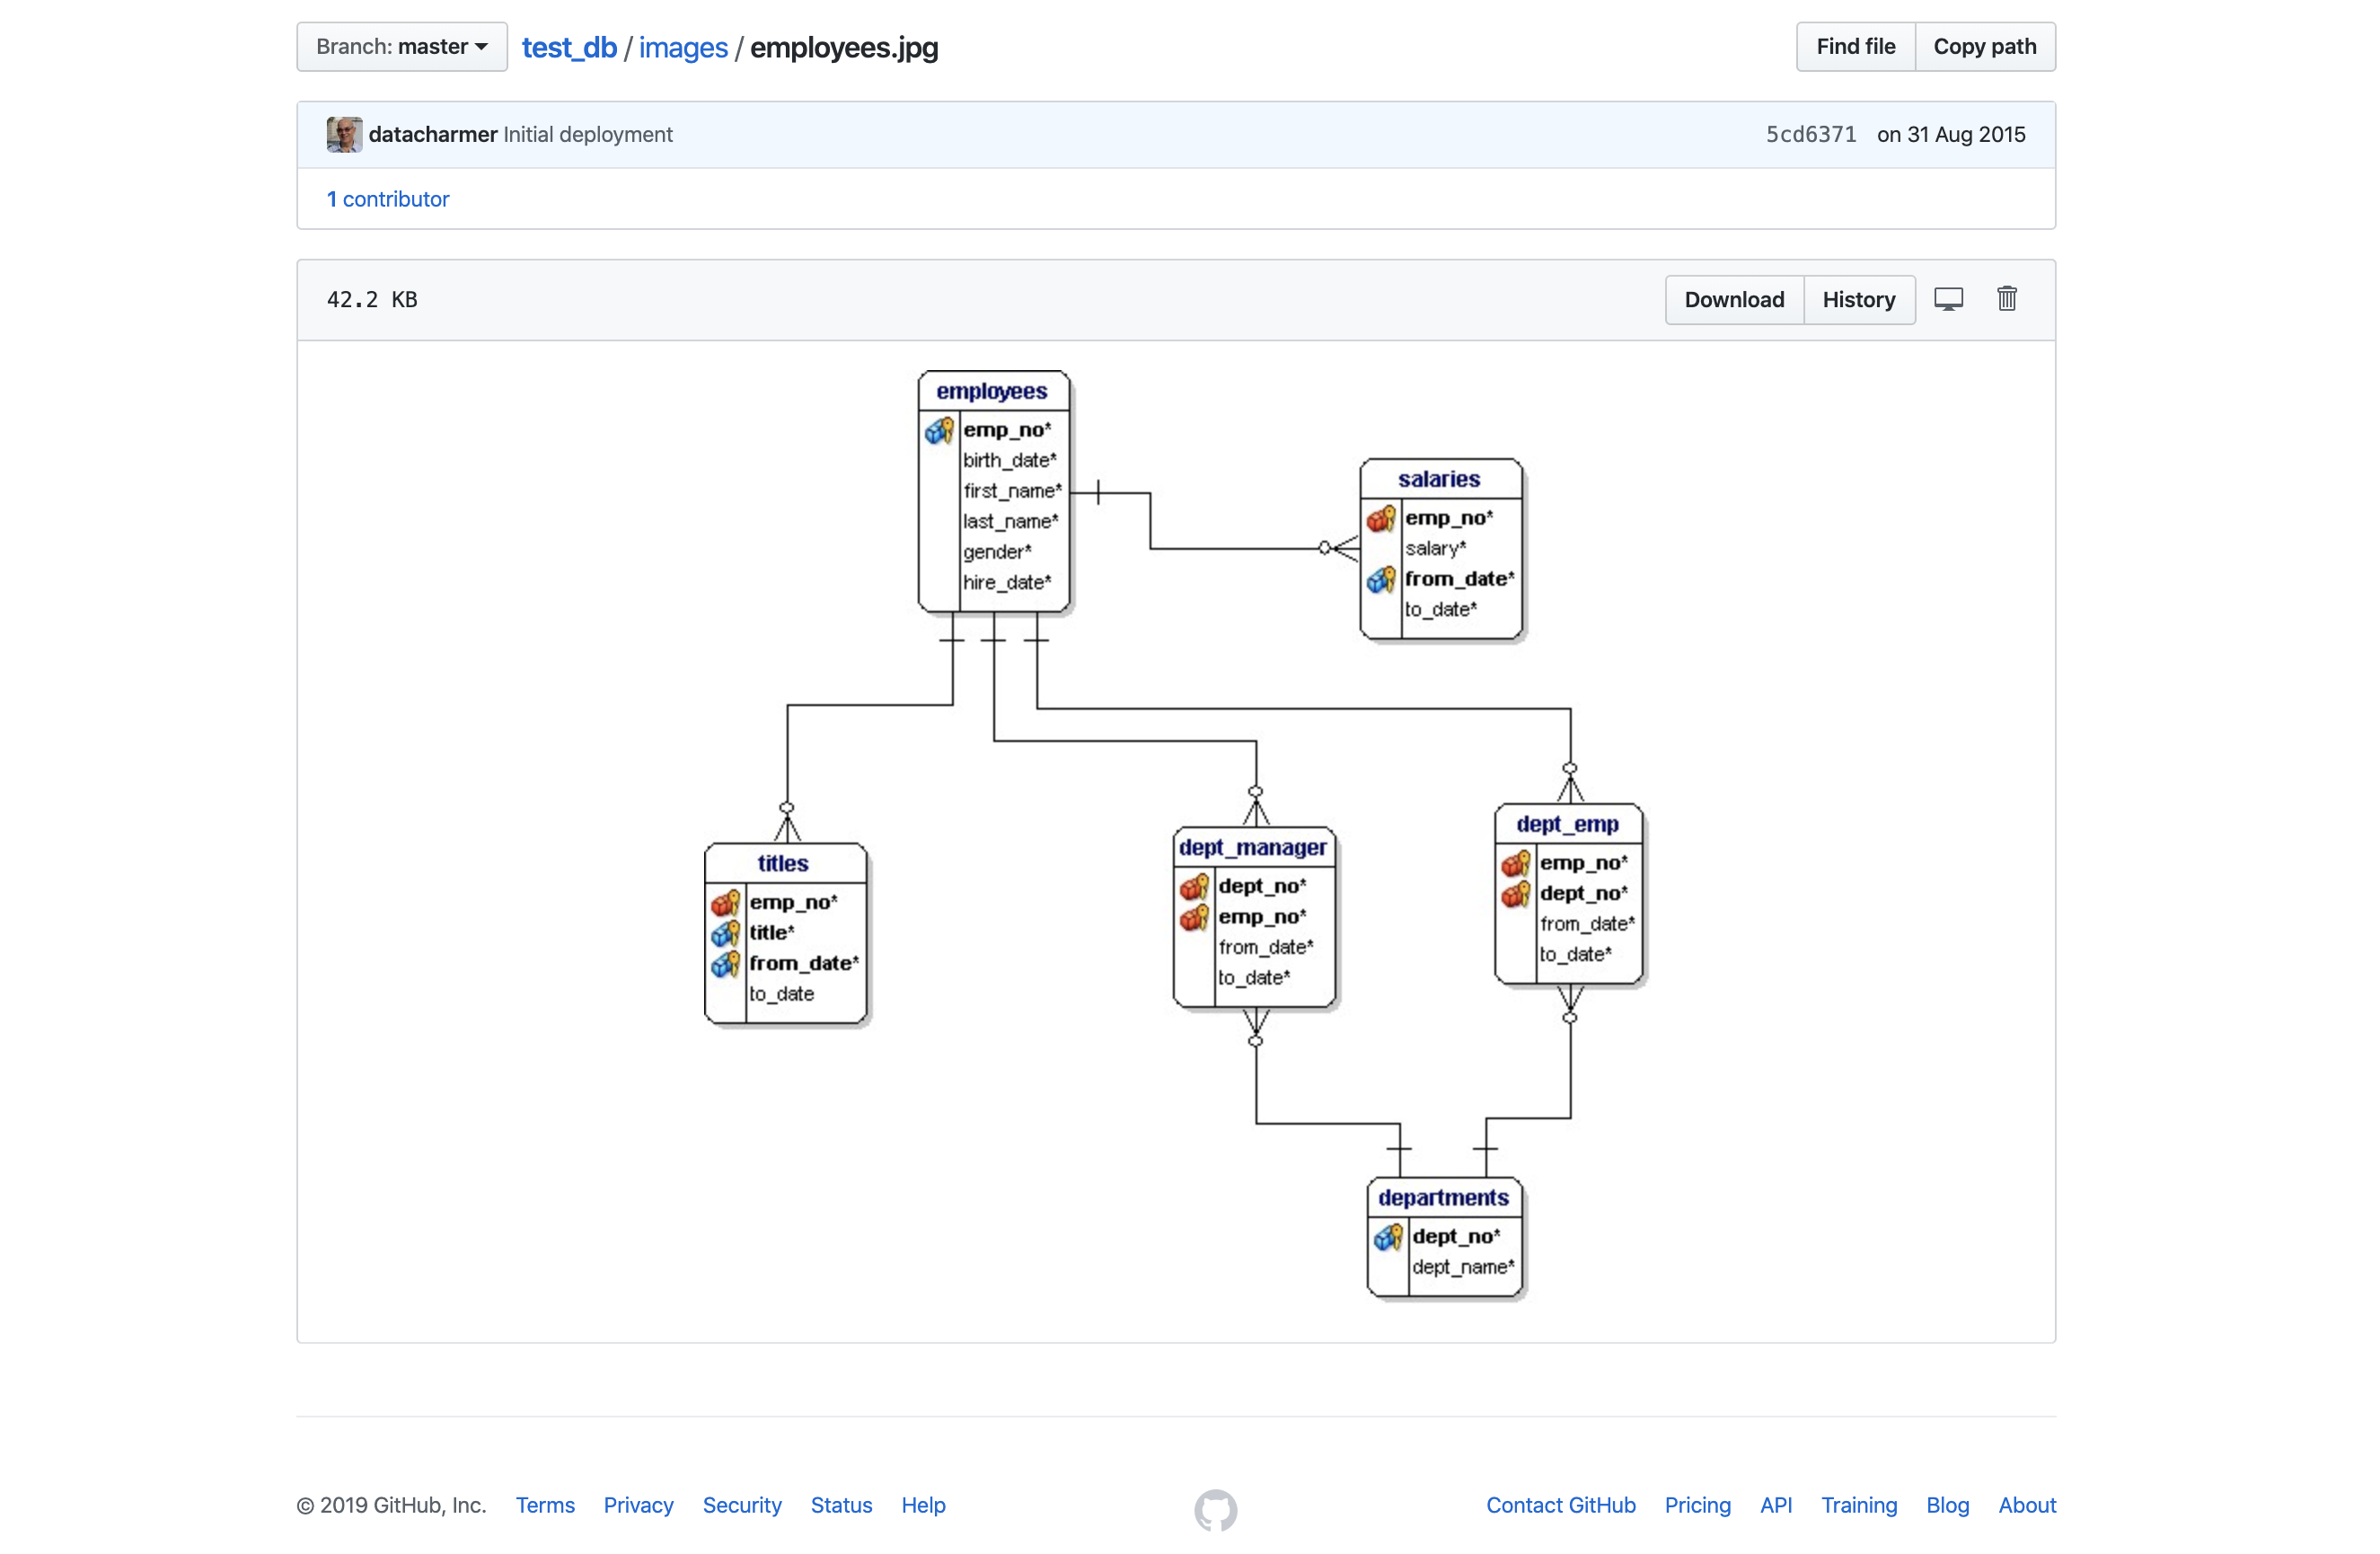 Branch: master
test_db / images / employees.jpg
Find file
Copy path
datacharmer Initial deployment
5cd6371 on 31 Aug 2015
1 contributor
42.2 KB
Download
History
employees
emp_no*
birth_date*
first_name*
last_name*
gender*
hire_date*
salaries
emp_no*
salary*
from_date*
to_date*
titles
emp_no*
title*
from_date*
to_date
dept_manager
dept_no*
emp_no*
from_date*
to_date*
dept_emp
emp_no*
dept_no*
from_date*
to_date*
departments
dept_no*
dept_name*
© 2019 GitHub, Inc.
Terms
Privacy
Security
Status
Help
Contact GitHub
Pricing
API
Training
Blog
About